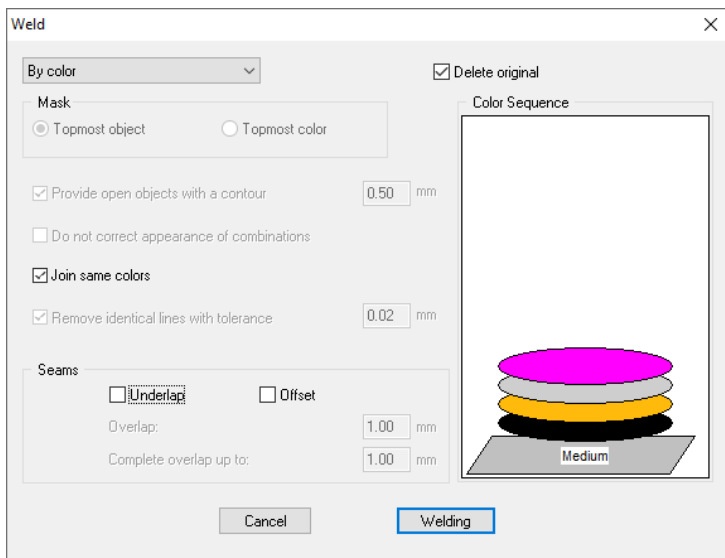 Weld
By color
Delete original
Mask
Topmost object
Topmost color
Color Sequence
Provide open objects with a contour 0.50 mm
Do not correct appearance of combinations
Join same colors
Remove identical lines with tolerance 0.02 mm
Seams
Underlap
Offset
Overlap: 1.00 mm
Complete overlap up to: 1.00 mm
Medium
Cancel
Welding